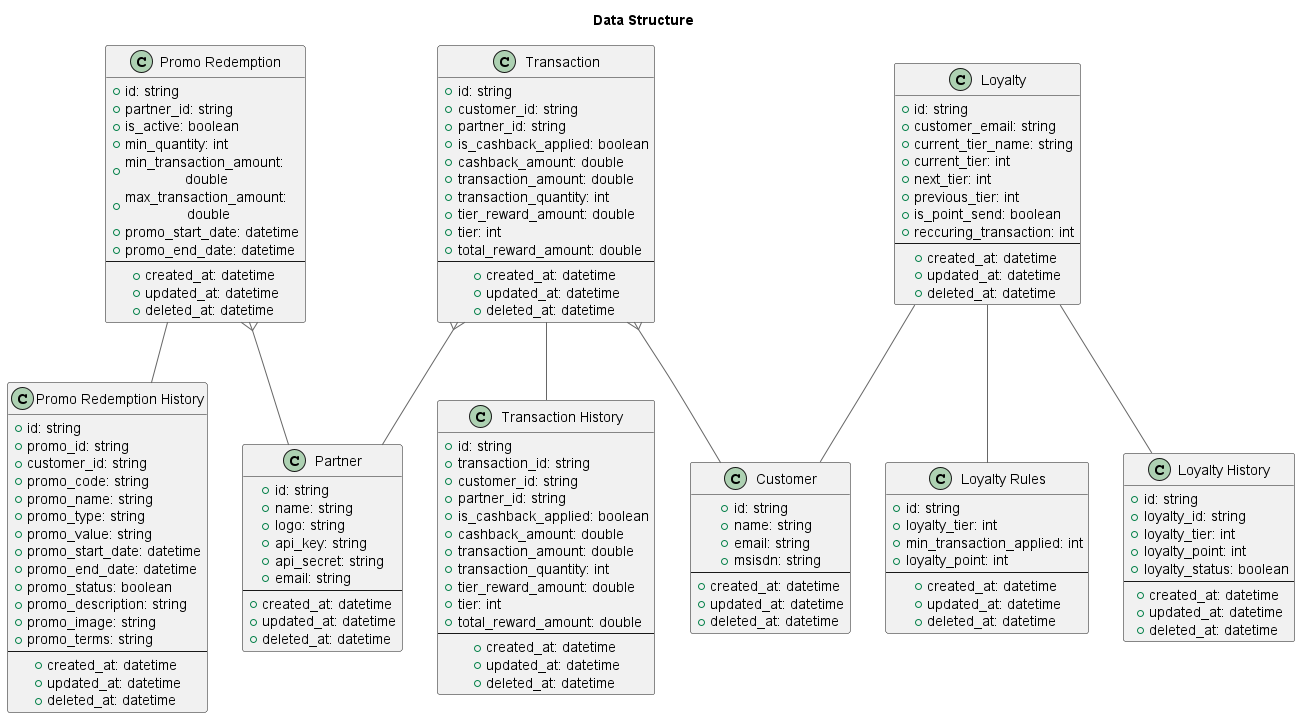 Data Structure
C Promo Redemption
id: string
partner_id: string
is_active: boolean
min_quantity: int
min_transaction_amount:
double
max_transaction_amount:
double
promo_start_date: datetime
promo_end_date: datetime
created_at: datetime
updated_at: datetime
deleted_at: datetime
C Transaction
id: string
customer_id: string
partner_id: string
is_cashback_applied: boolean
cashback_amount: double
transaction_amount: double
transaction_quantity: int
tier_reward_amount: double
tier: int
total_reward_amount: double
created_at: datetime
updated_at: datetime
deleted_at: datetime
C Loyalty
id: string
customer_email: string
current_tier_name: string
current_tier: int
next_tier: int
previous_tier: int
is_point_send: boolean
reccuring_transaction: int
created_at: datetime
updated_at: datetime
deleted_at: datetime
C Promo Redemption History
id: string
promo_id: string
customer_id: string
promo_code: string
promo_name: string
promo_type: string
promo_value: string
promo_start_date: datetime
promo_end_date: datetime
promo_status: boolean
promo_description: string
promo_image: string
promo_terms: string
created_at: datetime
updated_at: datetime
deleted_at: datetime
C Partner
id: string
name: string
logo: string
api_key: string
api_secret: string
email: string
created_at: datetime
updated_at: datetime
deleted_at: datetime
C Transaction History
id: string
transaction_id: string
customer_id: string
partner_id: string
is_cashback_applied: boolean
cashback_amount: double
transaction_amount: double
transaction_quantity: int
tier_reward_amount: double
tier: int
total_reward_amount: double
created_at: datetime
updated_at: datetime
deleted_at: datetime
C Customer
id: string
name: string
email: string
msisdn: string
created_at: datetime
updated_at: datetime
deleted_at: datetime
C Loyalty Rules
id: string
loyalty_tier: int
min_transaction_applied: int
loyalty_point: int
created_at: datetime
updated_at: datetime
deleted_at: datetime
C Loyalty History
id: string
loyalty_id: string
loyalty_tier: int
loyalty_point: int
loyalty_status: boolean
created_at: datetime
updated_at: datetime
deleted_at: datetime